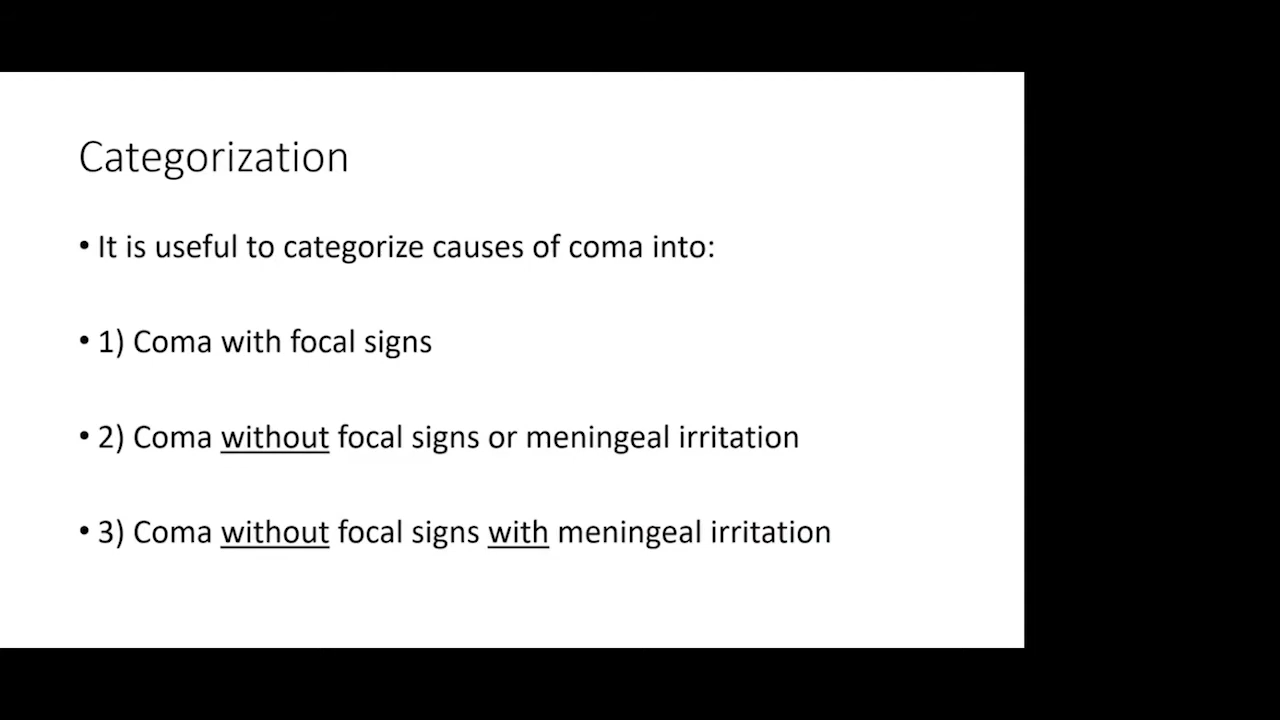 Categorization
• It is useful to categorize causes of coma into:
• 1) Coma with focal signs
• 2) Coma without focal signs or meningeal irritation
• 3) Coma without focal signs with meningeal irritation